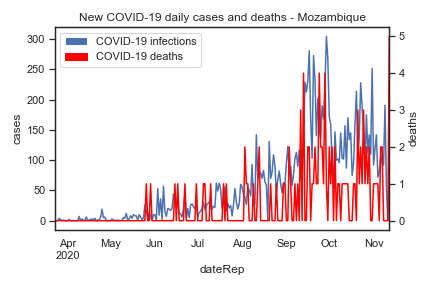 New COVID-19 daily cases and deaths - Mozambique
COVID-19 infections
COVID-19 deaths
300
250
200
150
100
50
0
cases
5
4
3
2
1
0
deaths
Apr May Jun Jul Aug Sep Oct Nov
2020
dateRep